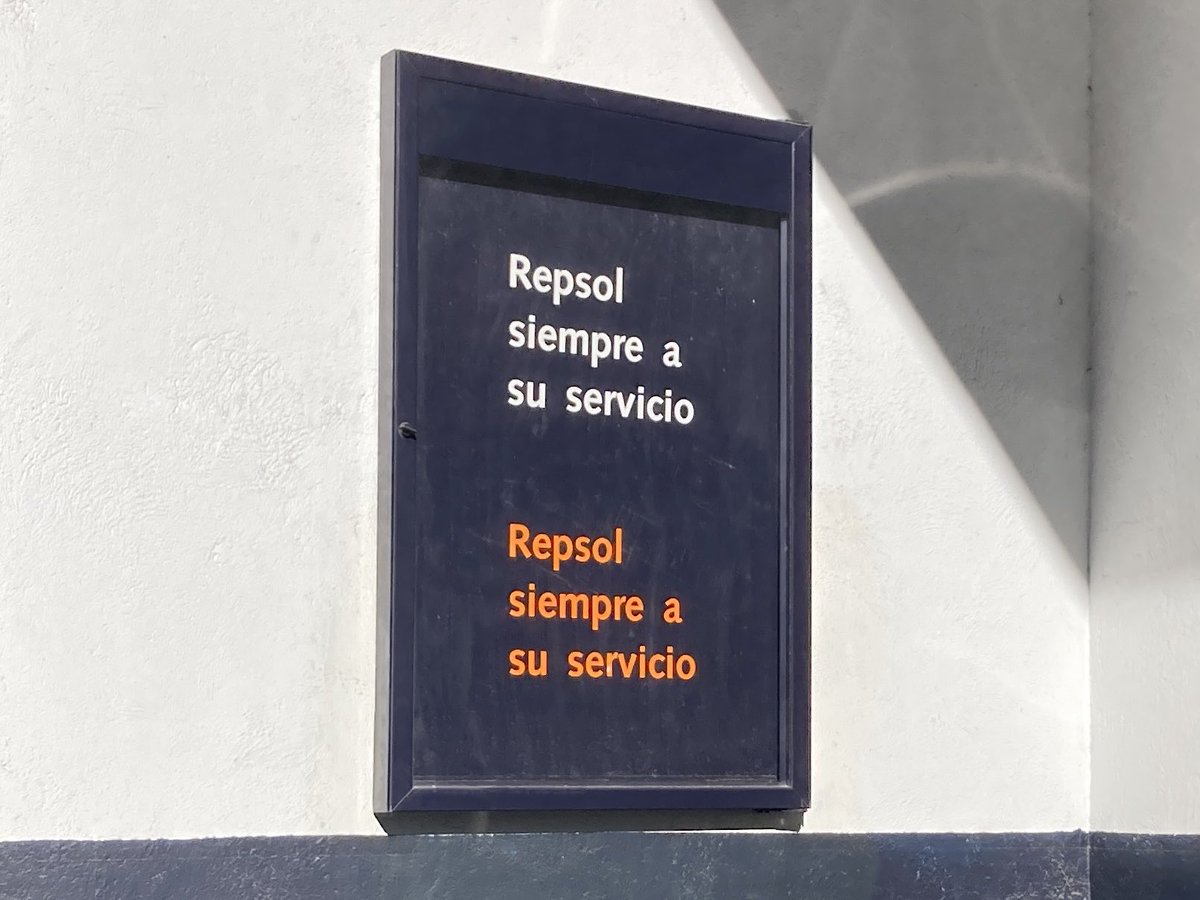 Repsol
siempre a
su servicio
Repsol
siempre a
su servicio